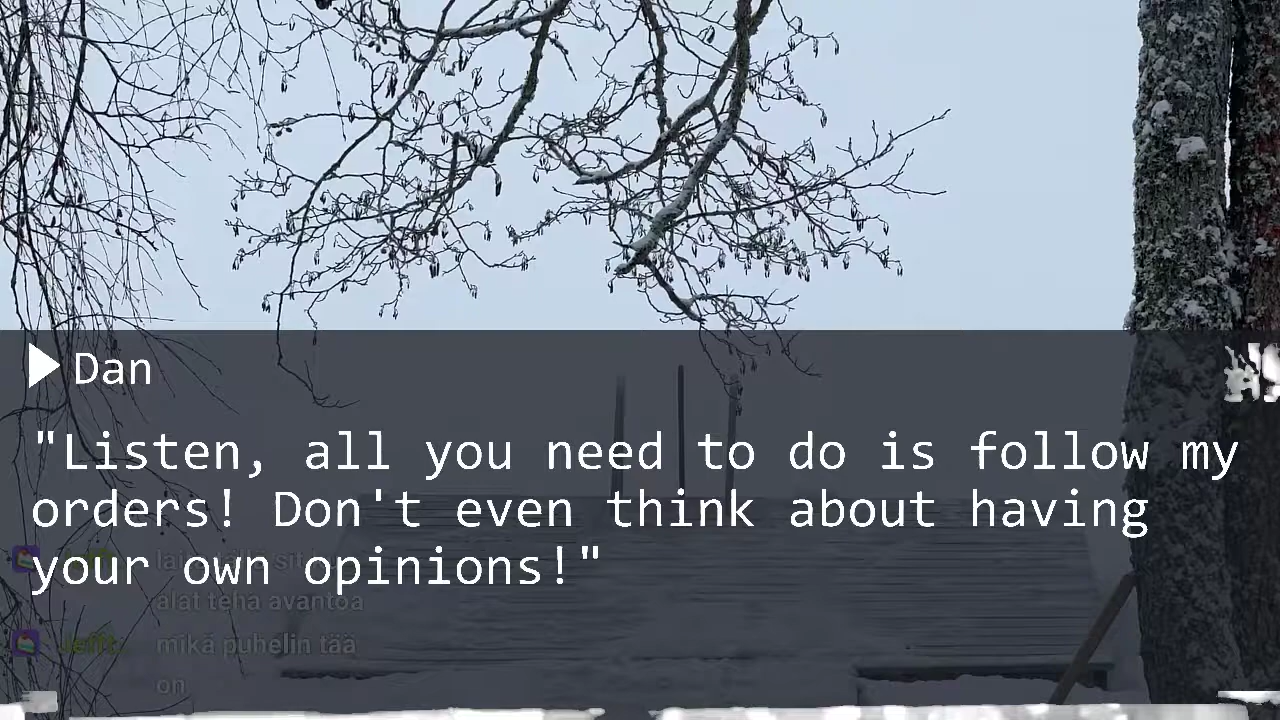 Dan
"Listen, all you need to do is follow my
orders! Don't even think about having
your own opinions!"
alat tehä avantoa
Jefit: mikä puhelin tää
on